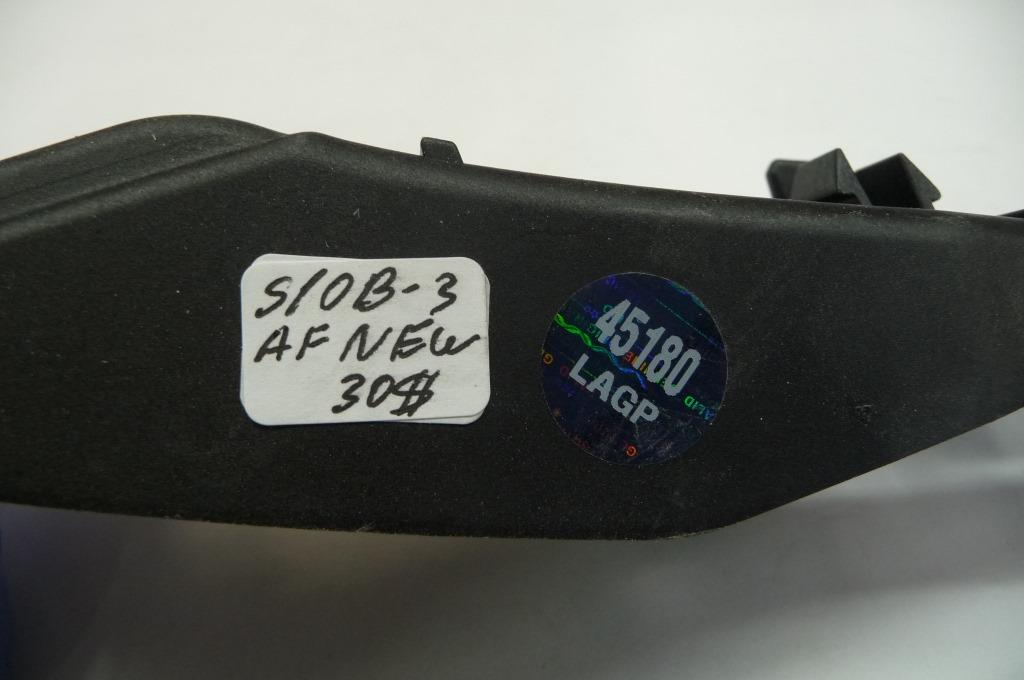 S10B-3
AF NEW
30$
45180
LAGP